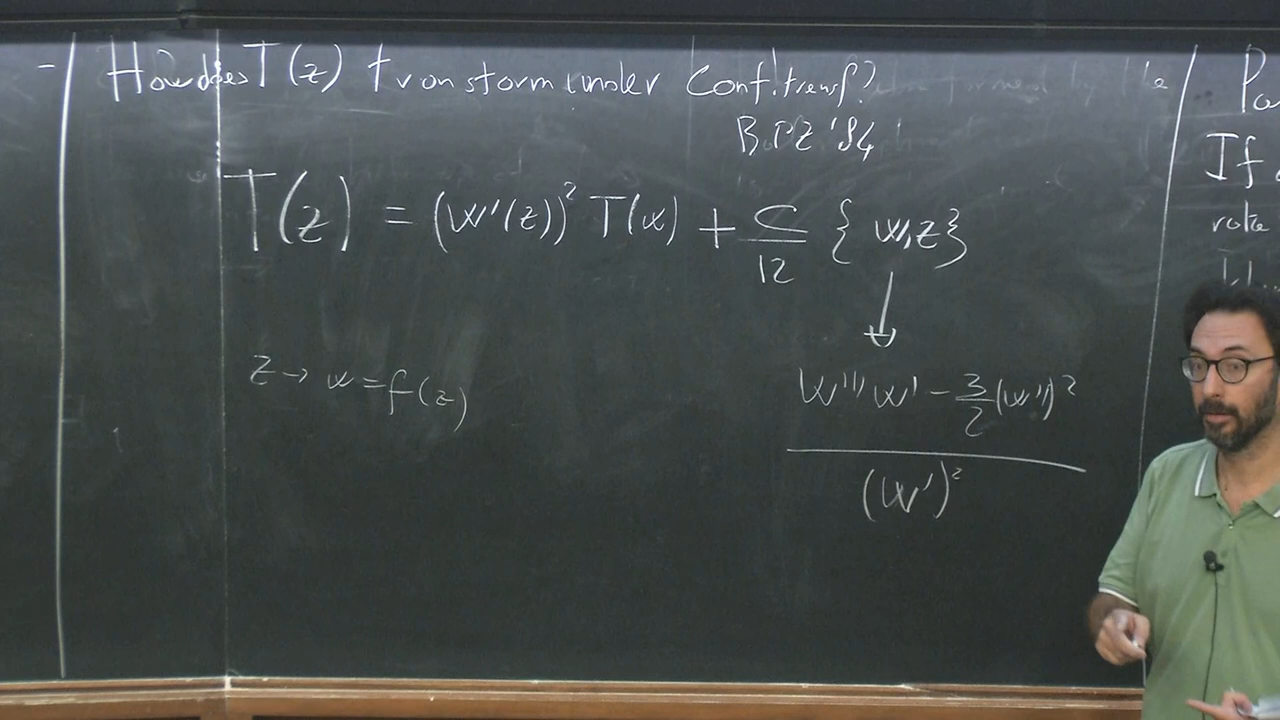 - How does T(z) transform under Conf. transf?
BPZ '84
T(z) = (w'(z))² T(w) + c/12 {w,z}
↓
z → w = f(z)
w''' w' - 3/2 (w'')²
(w')²
If